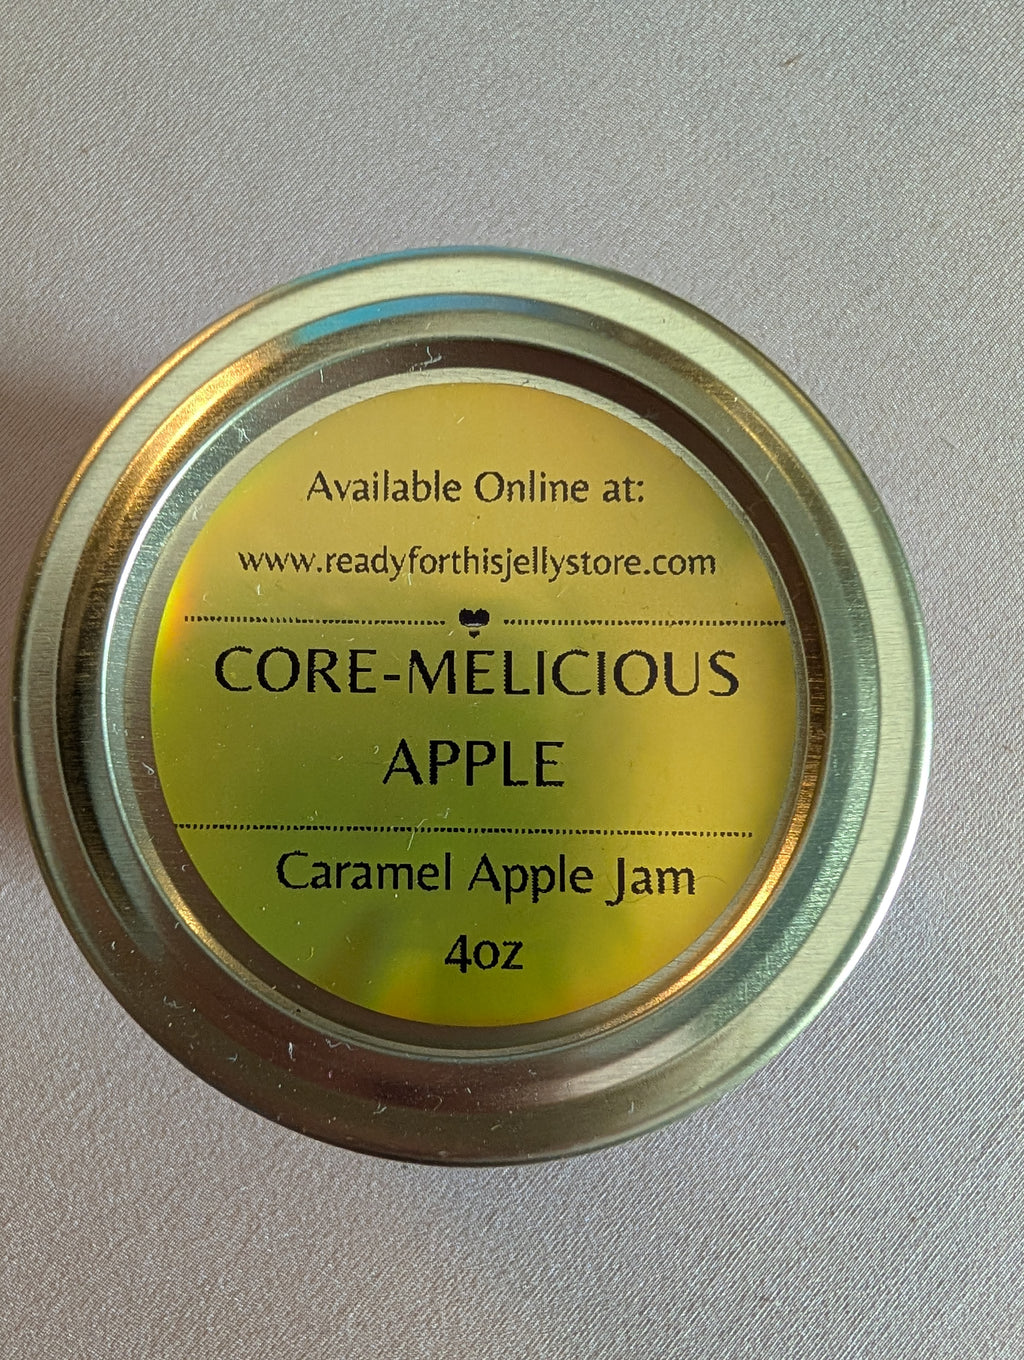 Available Online at:
www.readyforthisjellystore.com
CORE-MELICIOUS
APPLE
Caramel Apple Jam
4oz